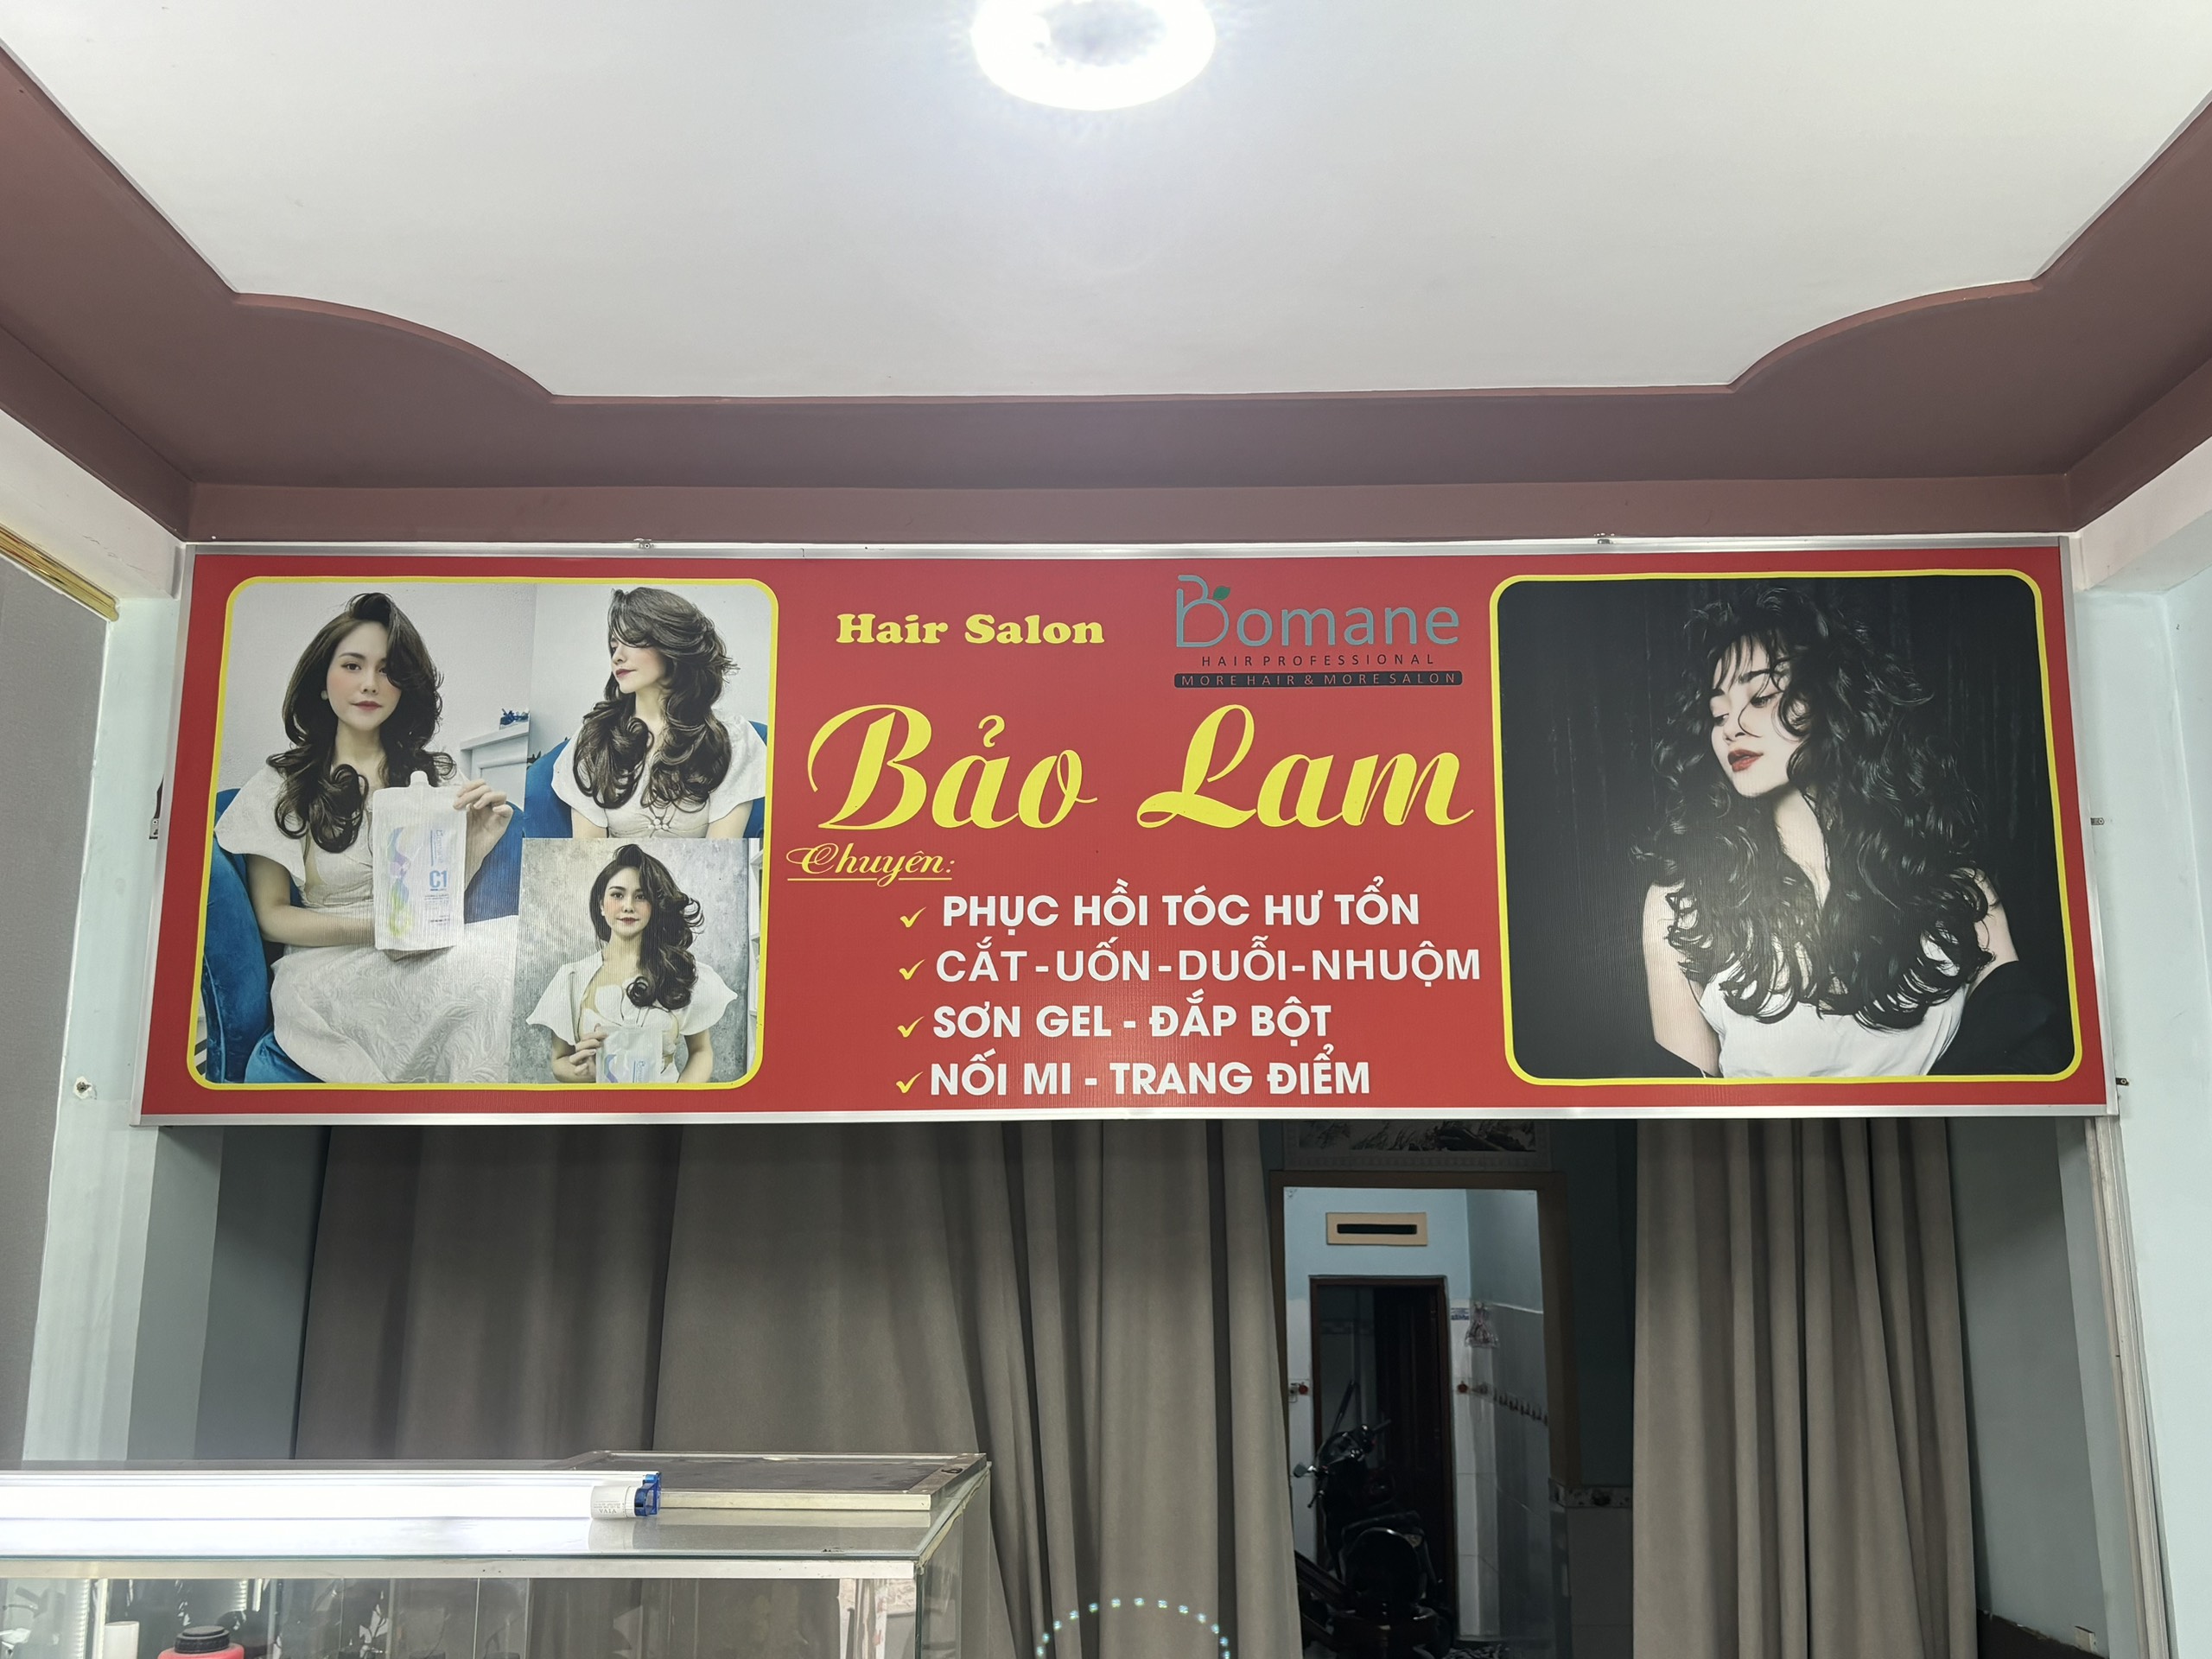 Hair Salon
Bomane
HAIR PROFESSIONAL
MORE HAIR & MORE SALON
Bảo Lam
Chuyên:
PHỤC HỒI TÓC HƯ TỔN
CẮT - UỐN - DUỖI - NHUỘM
SƠN GEL - ĐẮP BỘT
NỐI MI - TRANG ĐIỂM
C1